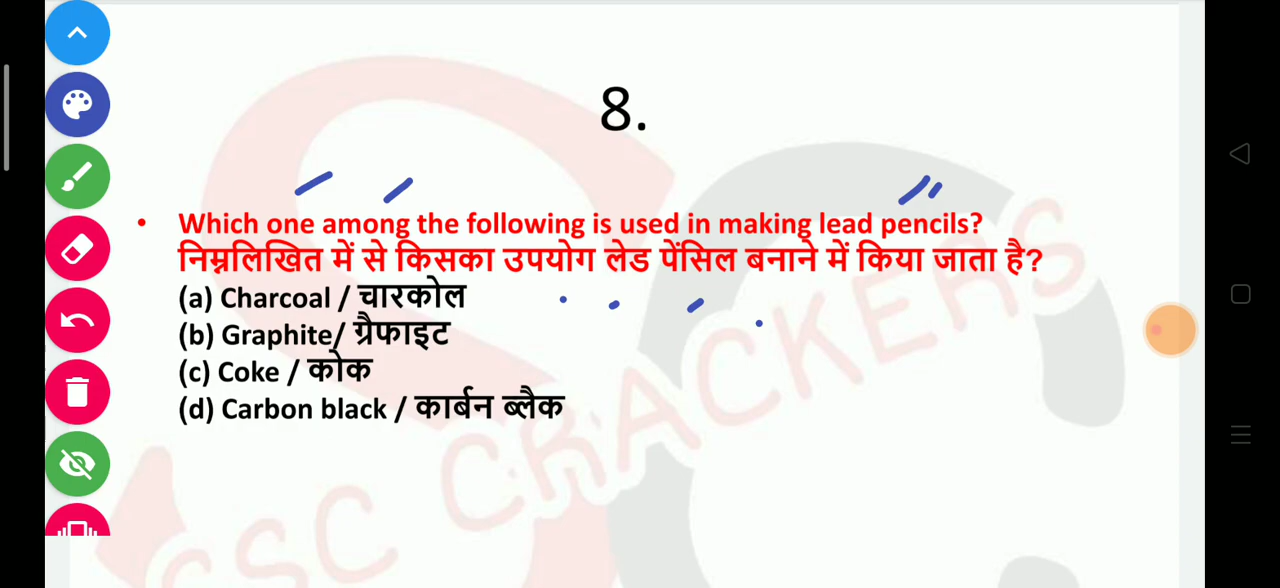 8.
• Which one among the following is used in making lead pencils?
निम्नलिखित में से किसका उपयोग लेड पेंसिल बनाने में किया जाता है?
(a) Charcoal / चारकोल
(b) Graphite/ ग्रैफाइट
(c) Coke / कोक
(d) Carbon black / कार्बन ब्लैक
SSC CRACKERS